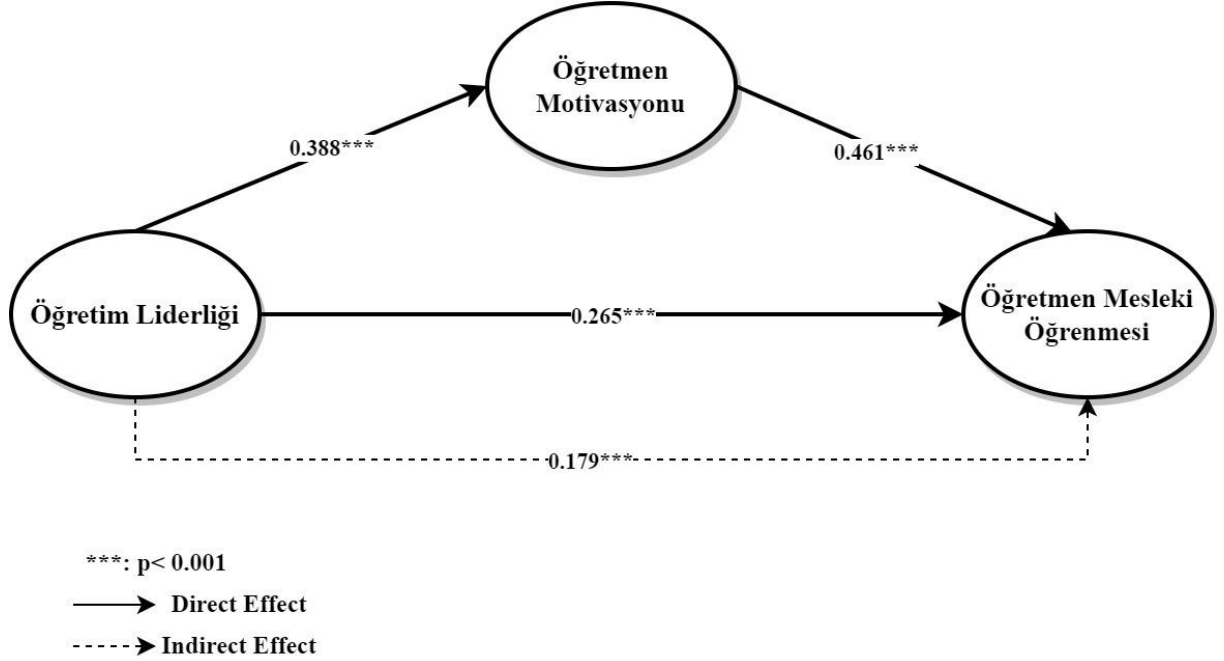 Öğretmen
Motivasyonu
0.388***
0.461***
Öğretim Liderliği
0.265***
Öğretmen Mesleki
Öğrenmesi
0.179***
***: p< 0.001
Direct Effect
Indirect Effect